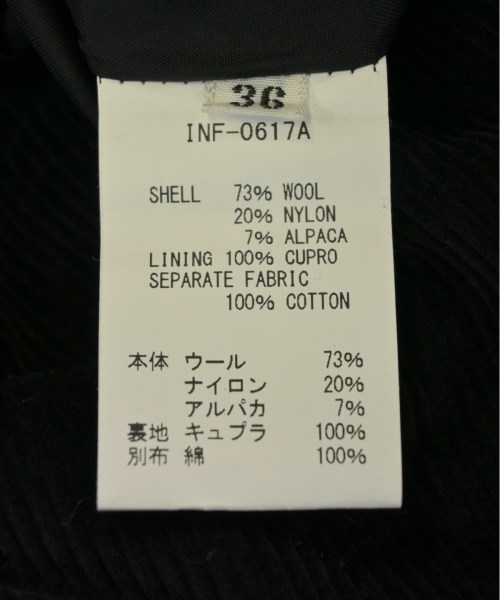 36
INF-0617A
SHELL 73% WOOL
20% NYLON
7% ALPACA
LINING 100% CUPRO
SEPARATE FABRIC
100% COTTON
本体 ウール 73%
ナイロン 20%
アルパカ 7%
裏地 キュプラ 100%
別布 綿 100%